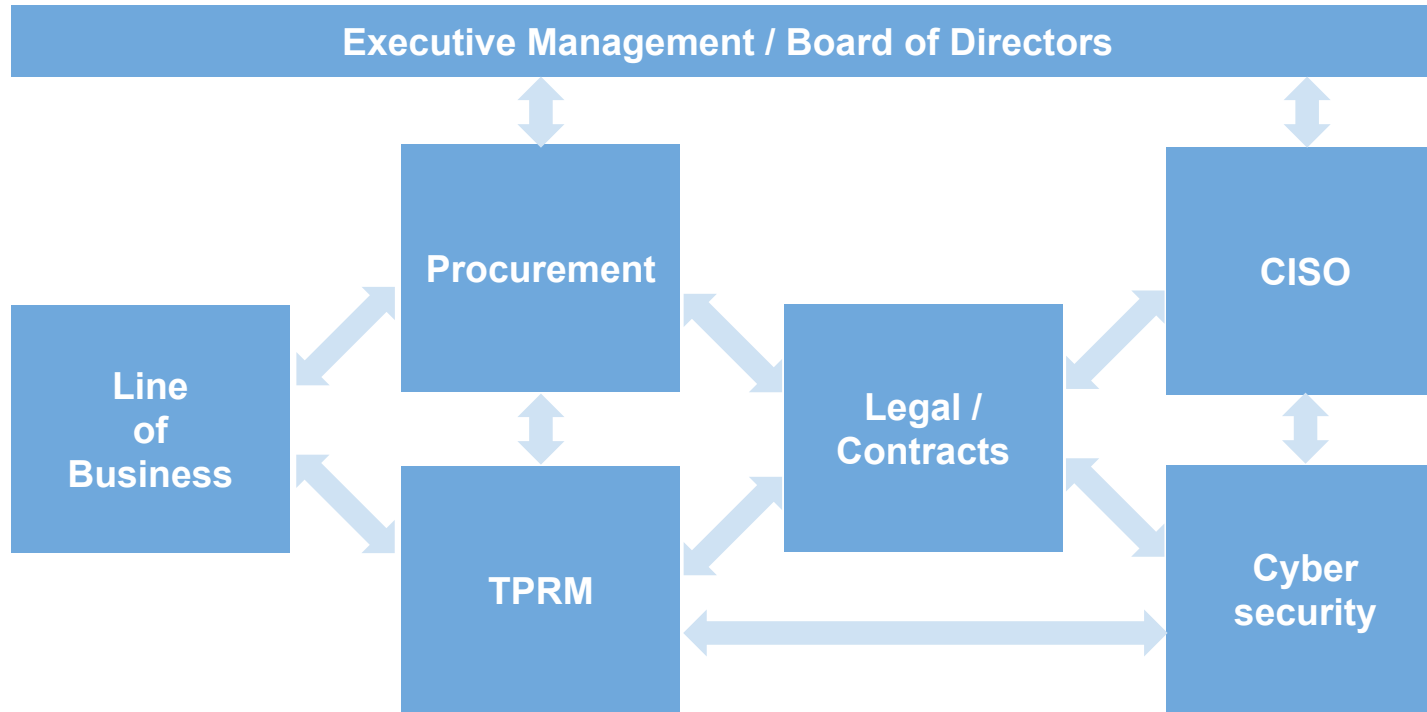 Executive Management / Board of Directors
Procurement
CISO
Line
of
Business
Legal /
Contracts
TPRM
Cyber
security